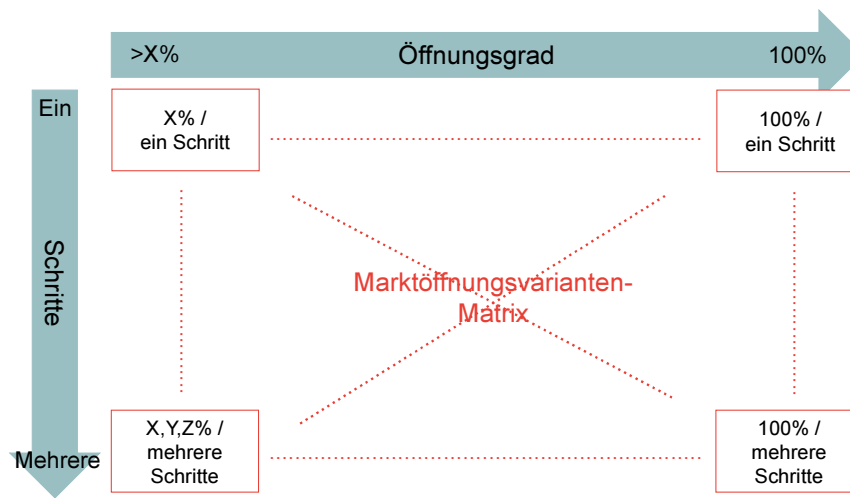 >X% Öffnungsgrad 100%
Ein
X% /
ein Schritt
100% /
ein Schritt
Schritte
Marktöffnungsvarianten-
Matrix
Mehrere
X,Y,Z% /
mehrere
Schritte
100% /
mehrere
Schritte